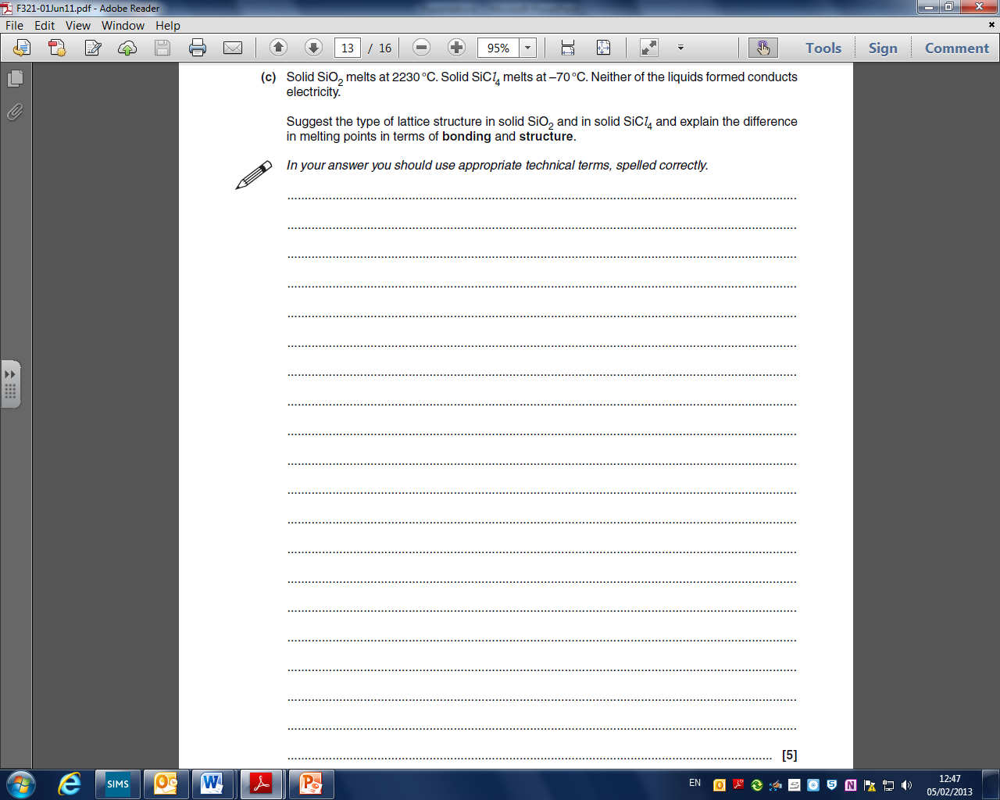 F321-01Jun11.pdf - Adobe Reader
File Edit View Window Help
13 / 16 95% Tools Sign Comment
(c) Solid SiO2 melts at 2230 °C. Solid SiCl4 melts at –70 °C. Neither of the liquids formed conducts
electricity.
Suggest the type of lattice structure in solid SiO2 and in solid SiCl4 and explain the difference
in melting points in terms of bonding and structure.
In your answer you should use appropriate technical terms, spelled correctly.
[5]
SIMS
EN
12:47
05/02/2013